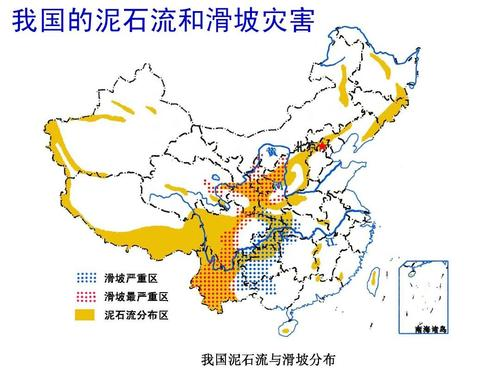 我国的泥石流和滑坡灾害
北京
黄
河
滑坡严重区
滑坡最严重区
泥石流分布区
南海诸岛
我国泥石流与滑坡分布